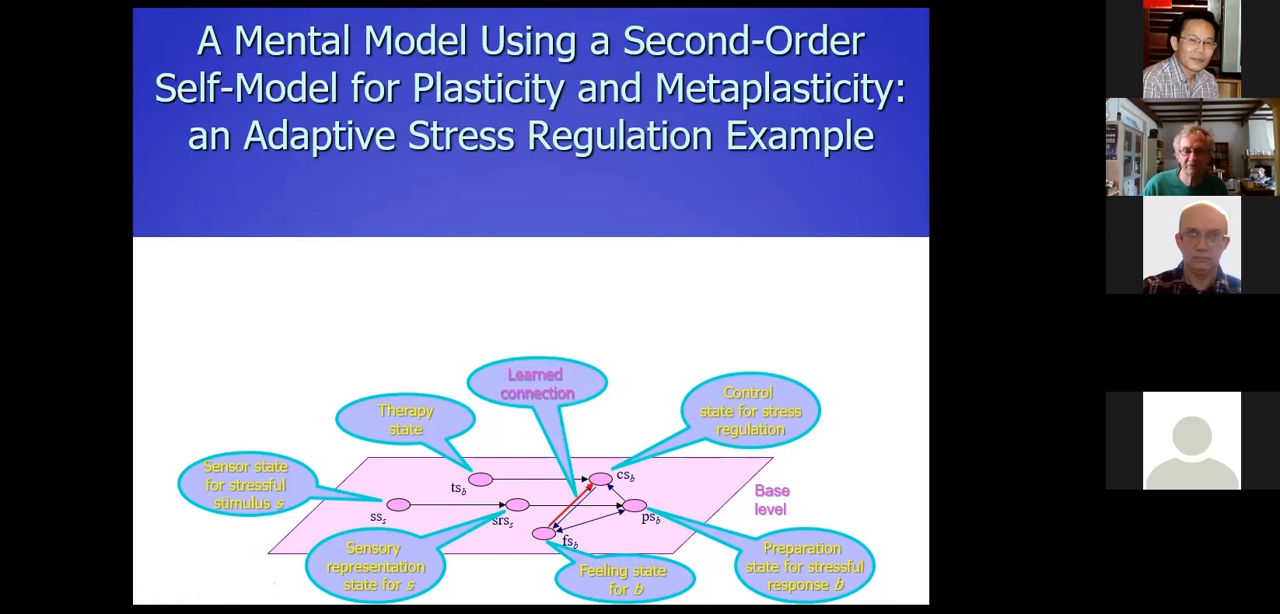 A Mental Model Using a Second-Order
Self-Model for Plasticity and Metaplasticity:
an Adaptive Stress Regulation Example
Learned
connection
Therapy
state
Control
state for stress
regulation
Sensor state
for stressful
stimulus s
ts_b
cs_b
ss_s
srs_s
ps_b
fs_b
Base
level
Sensory
representation
state for s
Feeling state
for b
Preparation
state for stressful
response b